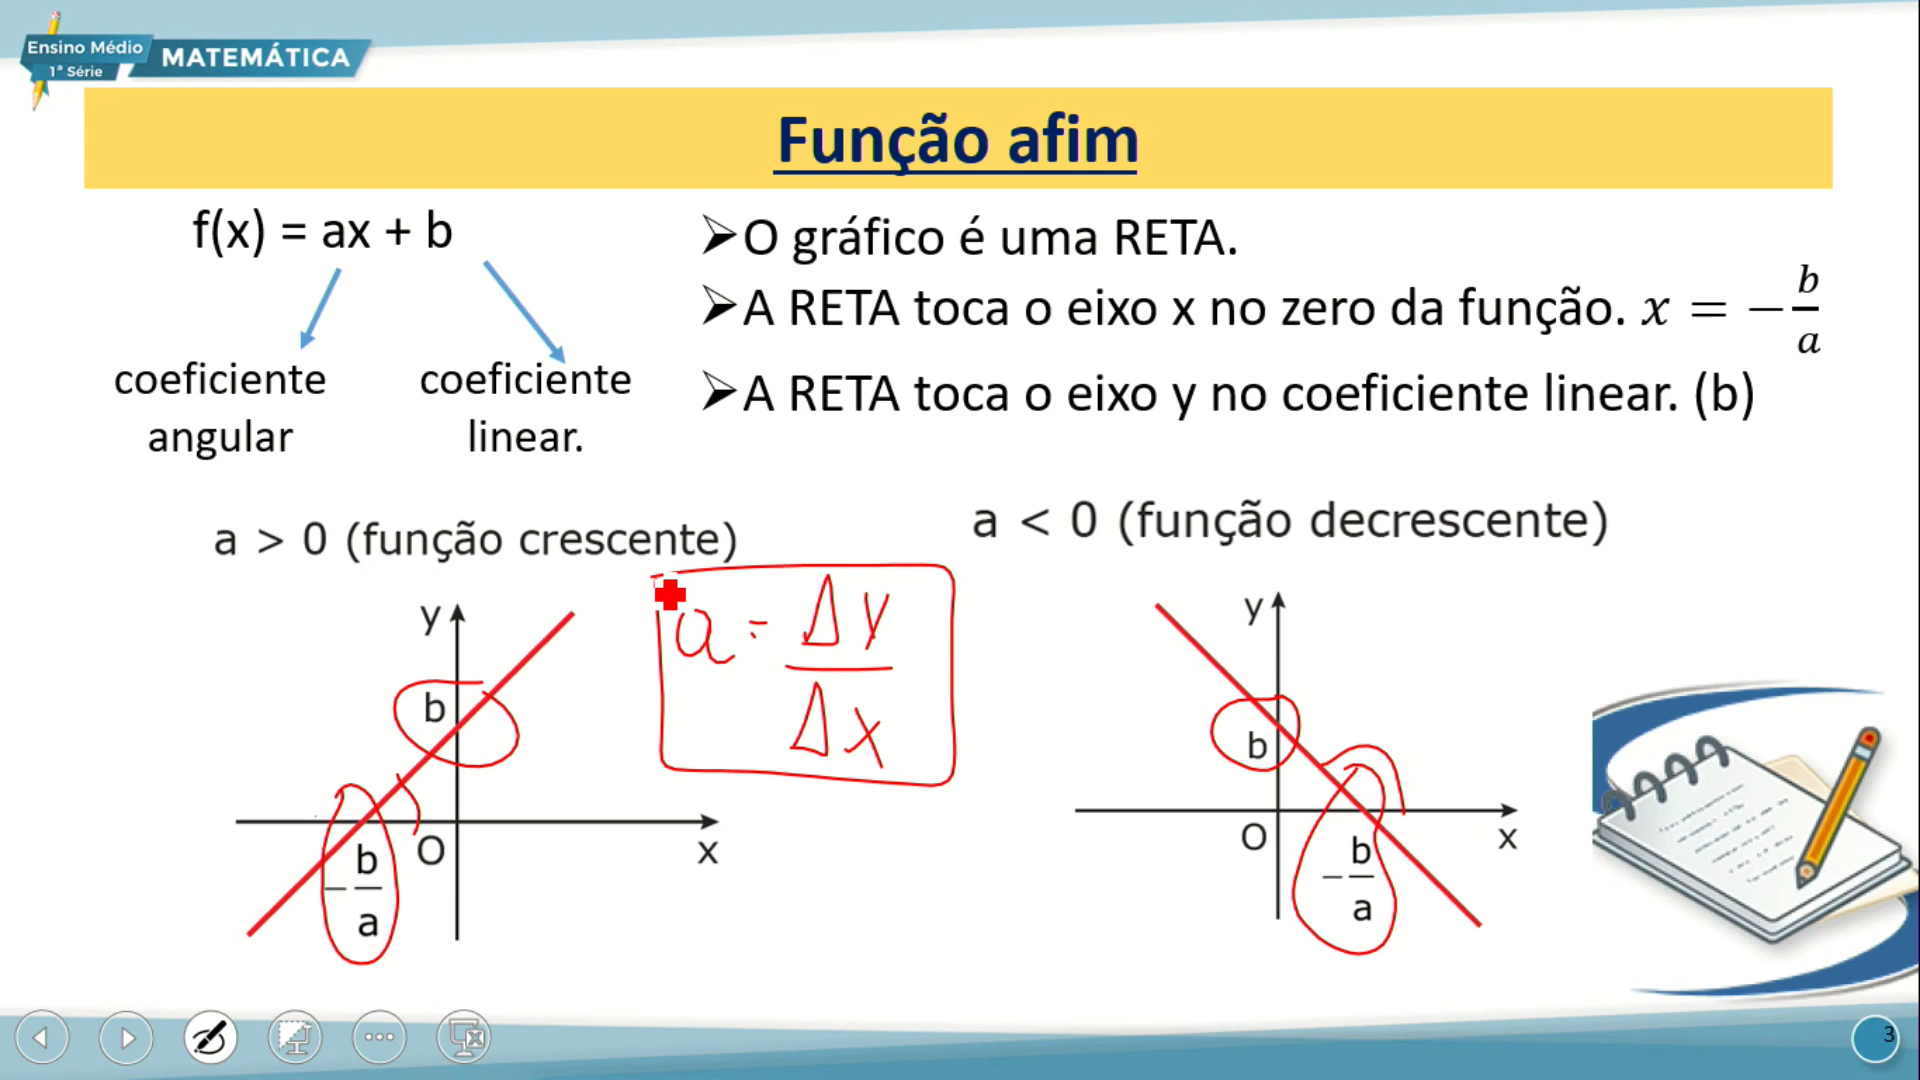 Ensino Médio
1ª Série
MATEMÁTICA
Função afim
f(x) = ax + b
coeficiente
angular
coeficiente
linear.
➢O gráfico é uma RETA.
➢A RETA toca o eixo x no zero da função. x = −b/a
➢A RETA toca o eixo y no coeficiente linear. (b)
a > 0 (função crescente)
a < 0 (função decrescente)
y
b
−b/a
O
x
a = Δy/Δx
y
b
O
−b/a
x
3